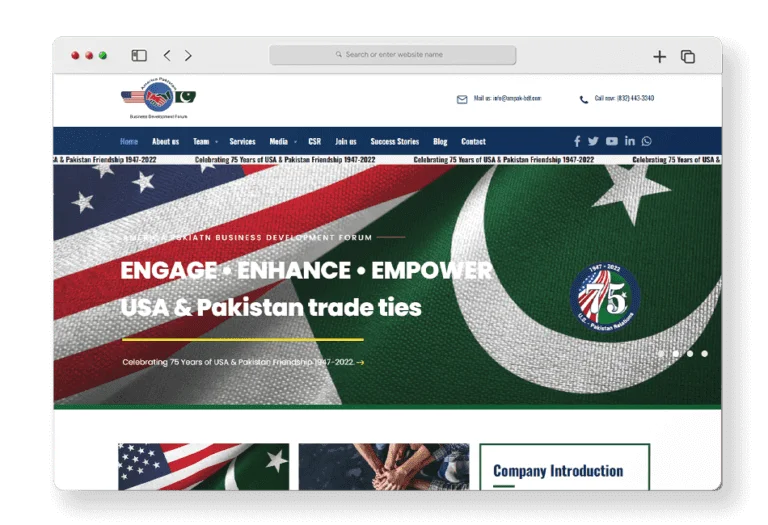 Search or enter website name
America Pakistan
Business Development Forum
Mail us: info@ampak-bdf.com
Call now: (832) 443-3340
Home About us Team Services Media CSR Join us Success Stories Blog Contact
A & Pakistan Friendship 1947-2022 Celebrating 75 Years of USA & Pakistan Friendship 1947-2022 Celebrating 75 Years of USA & Pakistan Friendship 1947-2022 Celebrating 75 Years of USA &
AMERICA PAKIATN BUSINESS DEVELOPMENT FORUM
ENGAGE • ENHANCE • EMPOWER
USA & Pakistan trade ties
1947 - 2022
75
U.S. - Pakistan Relations
Celebrating 75 Years of USA & Pakistan Friendship 1947-2022.
Company Introduction